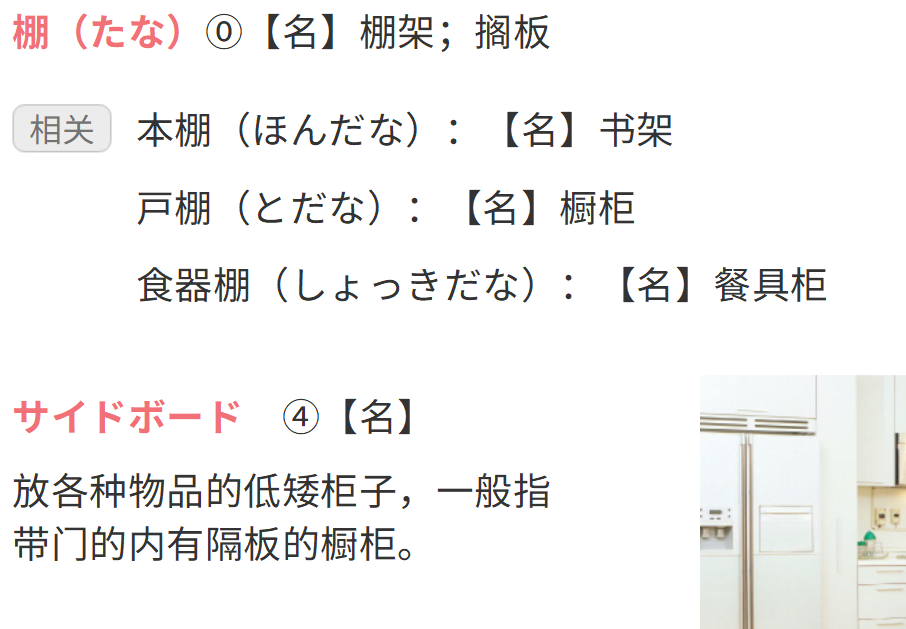 棚（たな）⓪【名】棚架；搁板
相关 本棚（ほんだな）：【名】书架
戸棚（とだな）：【名】橱柜
食器棚（しょっきだな）：【名】餐具柜
サイドボード ④【名】
放各种物品的低矮柜子，一般指
带门的内有隔板的橱柜。